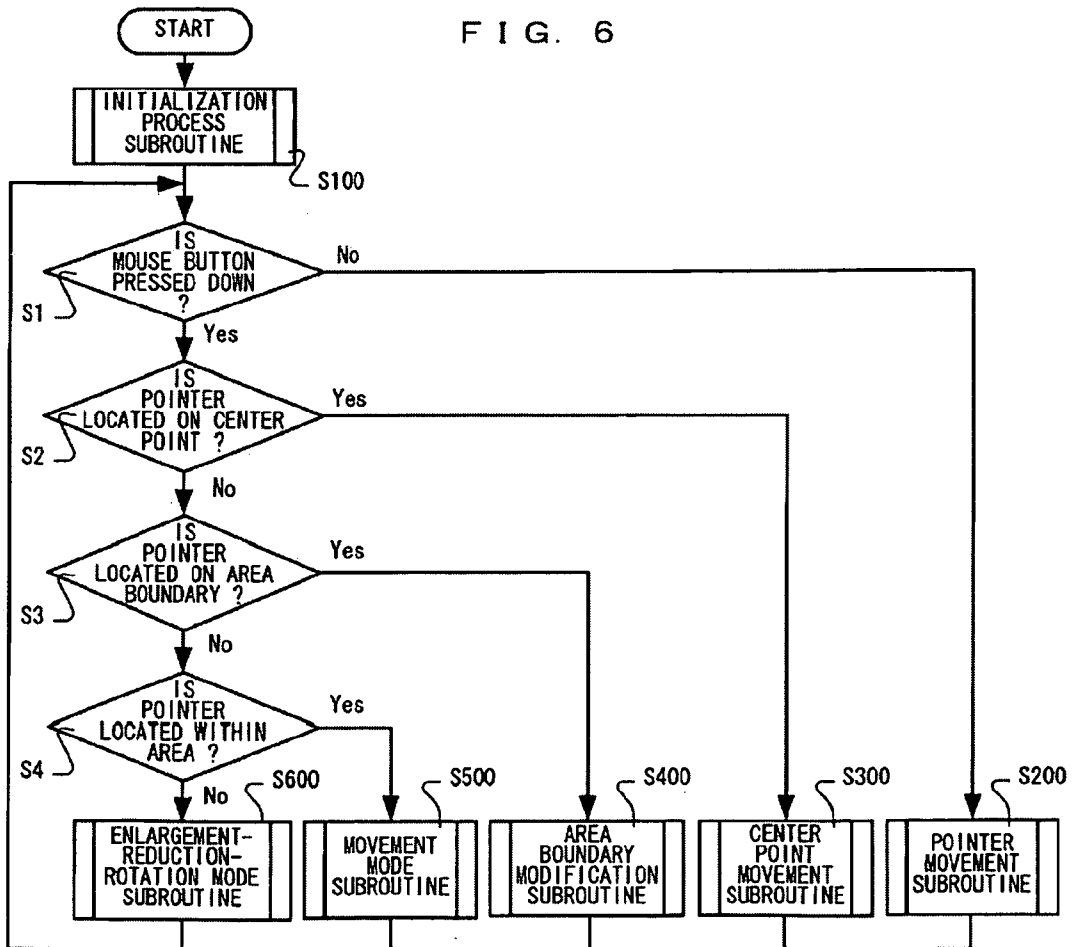 F I G. 6
START
INITIALIZATION
PROCESS
SUBROUTINE
S100
IS
MOUSE BUTTON
PRESSED DOWN
?
No
S1
Yes
IS
POINTER
LOCATED ON CENTER
POINT ?
Yes
S2
No
IS
POINTER
LOCATED ON AREA
BOUNDARY ?
Yes
S3
No
IS
POINTER
LOCATED WITHIN
AREA ?
Yes
S4
No
S600
ENLARGEMENT-
REDUCTION-
ROTATION MODE
SUBROUTINE
S500
MOVEMENT
MODE
SUBROUTINE
S400
AREA
BOUNDARY
MODIFICATION
SUBROUTINE
S300
CENTER
POINT
MOVEMENT
SUBROUTINE
S200
POINTER
MOVEMENT
SUBROUTINE